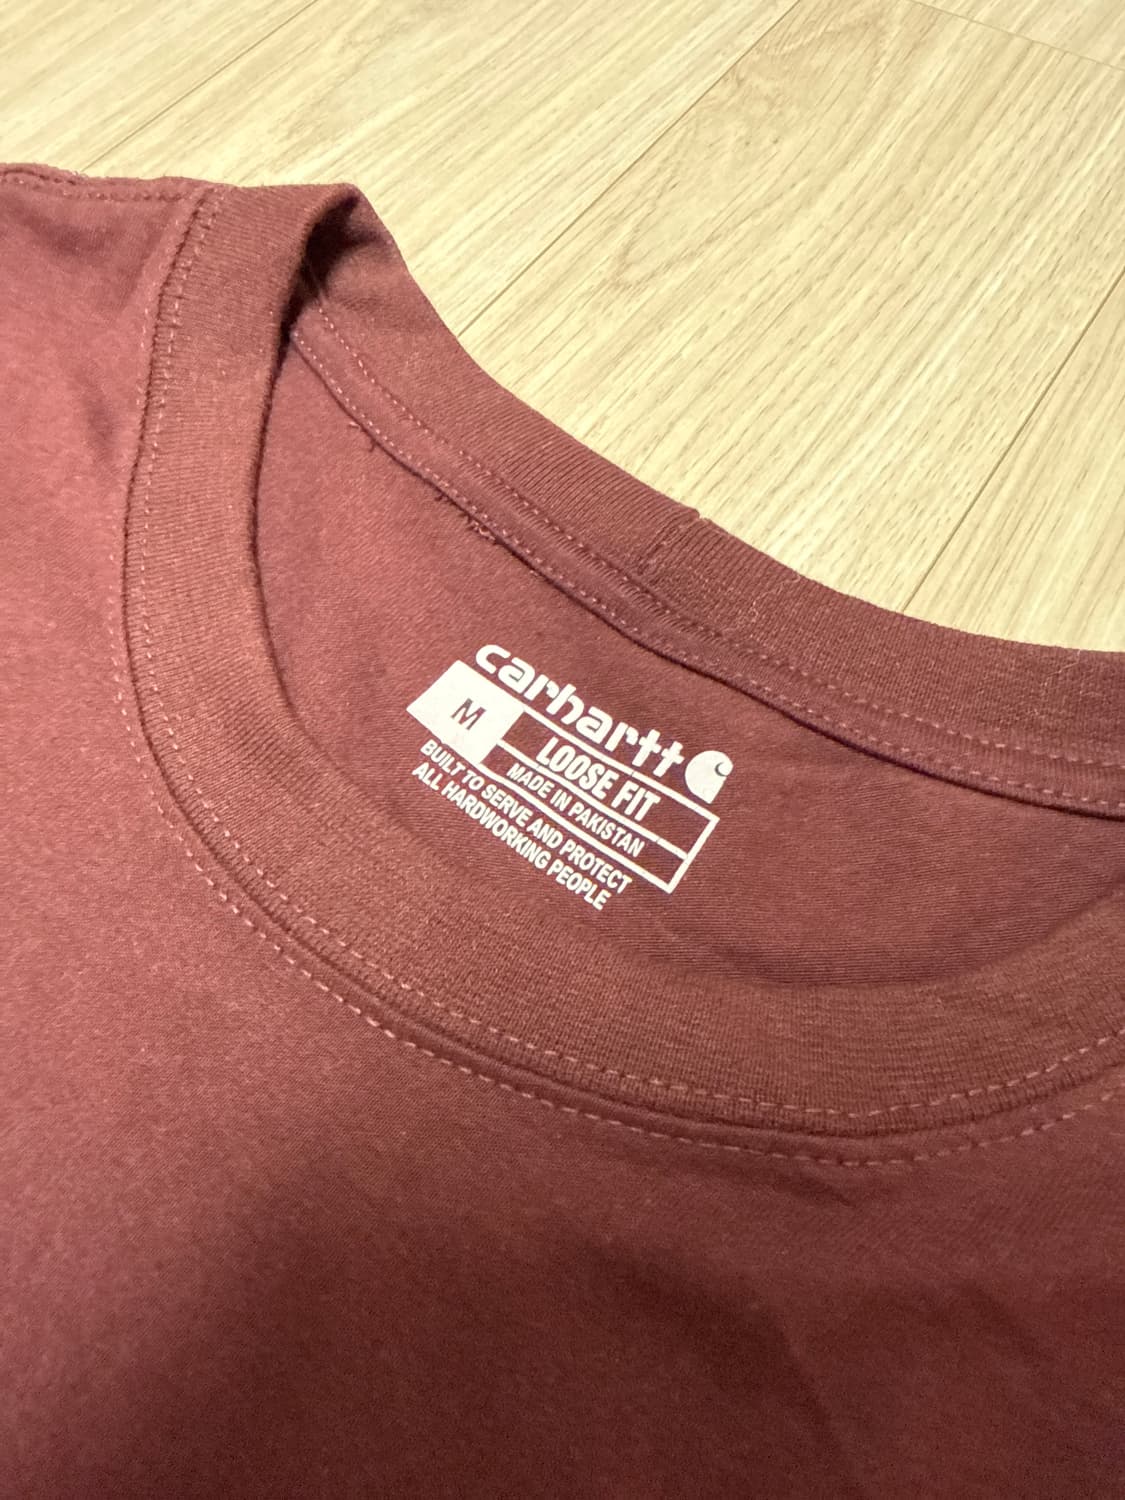 carhartt
M
LOOSE FIT
MADE IN PAKISTAN
BUILT TO SERVE AND PROTECT
ALL HARDWORKING PEOPLE